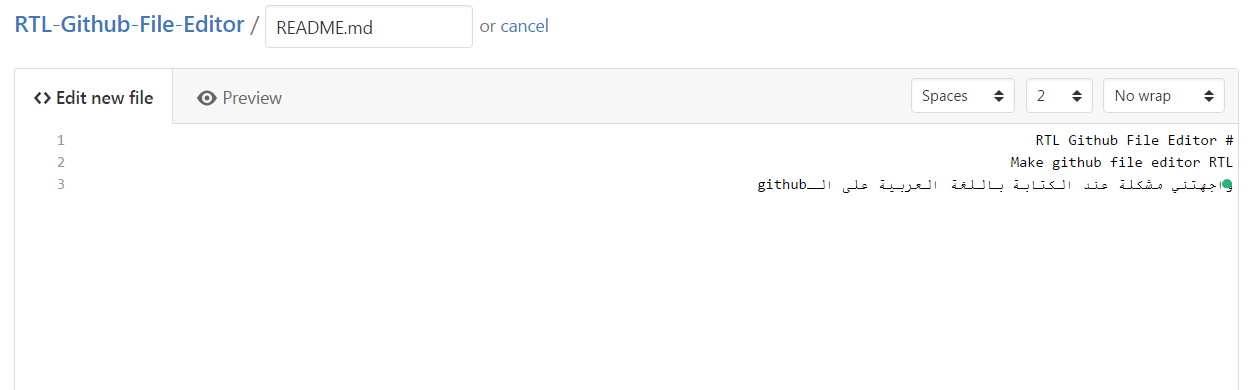 RTL-Github-File-Editor / README.md or cancel
Edit new file Preview Spaces 2 No wrap
1 # RTL Github File Editor
2 Make github file editor RTL
3 واجهتني مشكلة عند الكتابة باللغة العربية على الــgithub